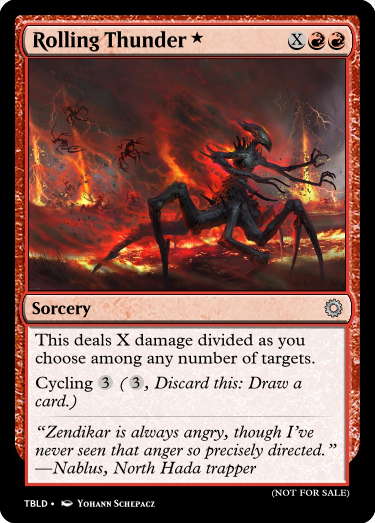 Rolling Thunder ★ X
Sorcery
This deals X damage divided as you
choose among any number of targets.
Cycling 3 (3, Discard this: Draw a
card.)
“Zendikar is always angry, though I’ve
never seen that anger so precisely directed.”
—Nablus, North Hada trapper
(NOT FOR SALE)
TBLD • Yohann Schepacz